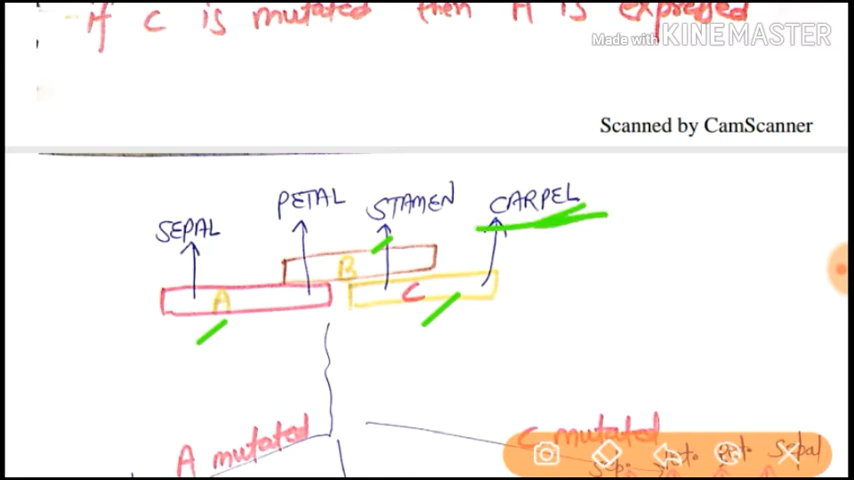 if C is mutated then A is expressed
Made with KINEMASTER
Scanned by CamScanner
SEPAL PETAL STAMEN CARPEL
B
A C
A mutated C mutated
sepal